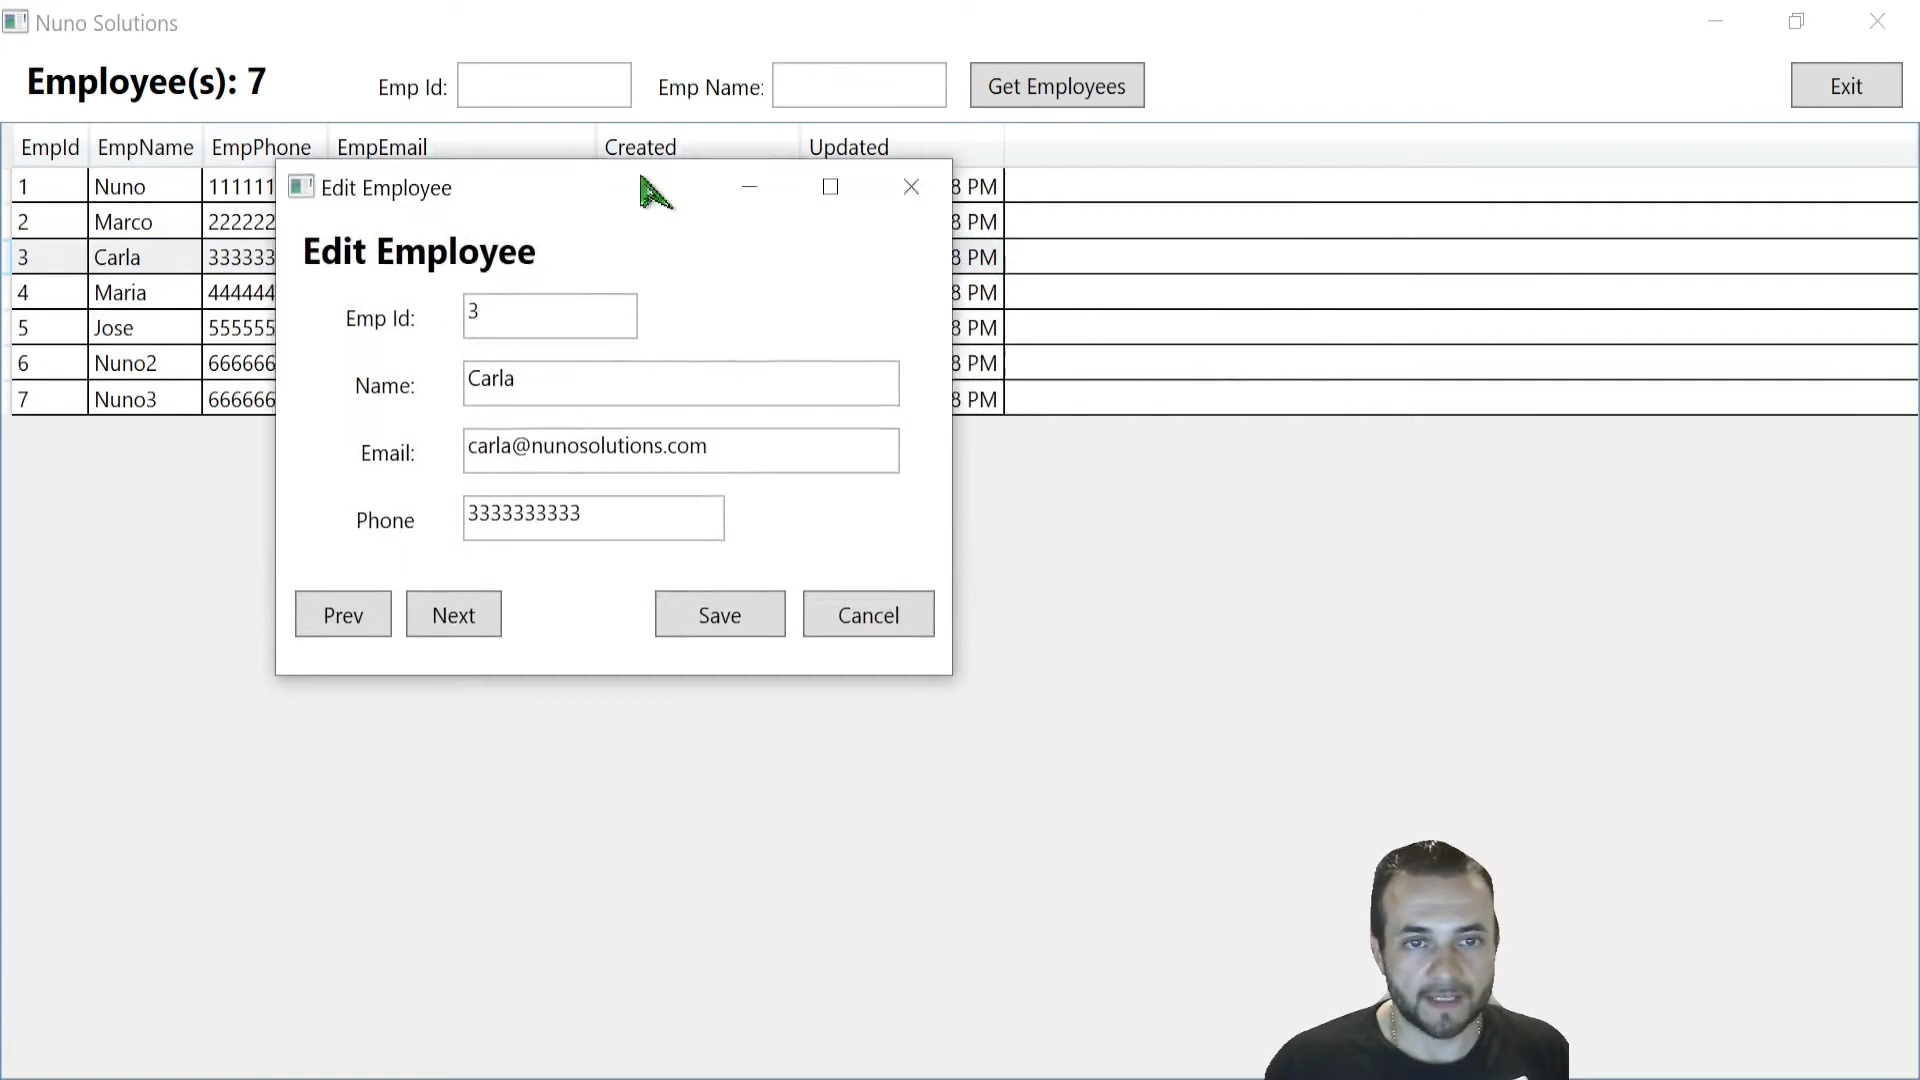 Nuno Solutions
Employee(s): 7 Emp Id: Emp Name: Get Employees Exit
EmpId EmpName EmpPhone EmpEmail Created Updated
1 Nuno 111111 8 PM
2 Marco 222222 8 PM
3 Carla 333333 8 PM
4 Maria 444444 8 PM
5 Jose 555555 8 PM
6 Nuno2 666666 8 PM
7 Nuno3 666666 8 PM
Edit Employee
Edit Employee
Emp Id: 3
Name: Carla
Email: carla@nunosolutions.com
Phone 3333333333
Prev Next Save Cancel